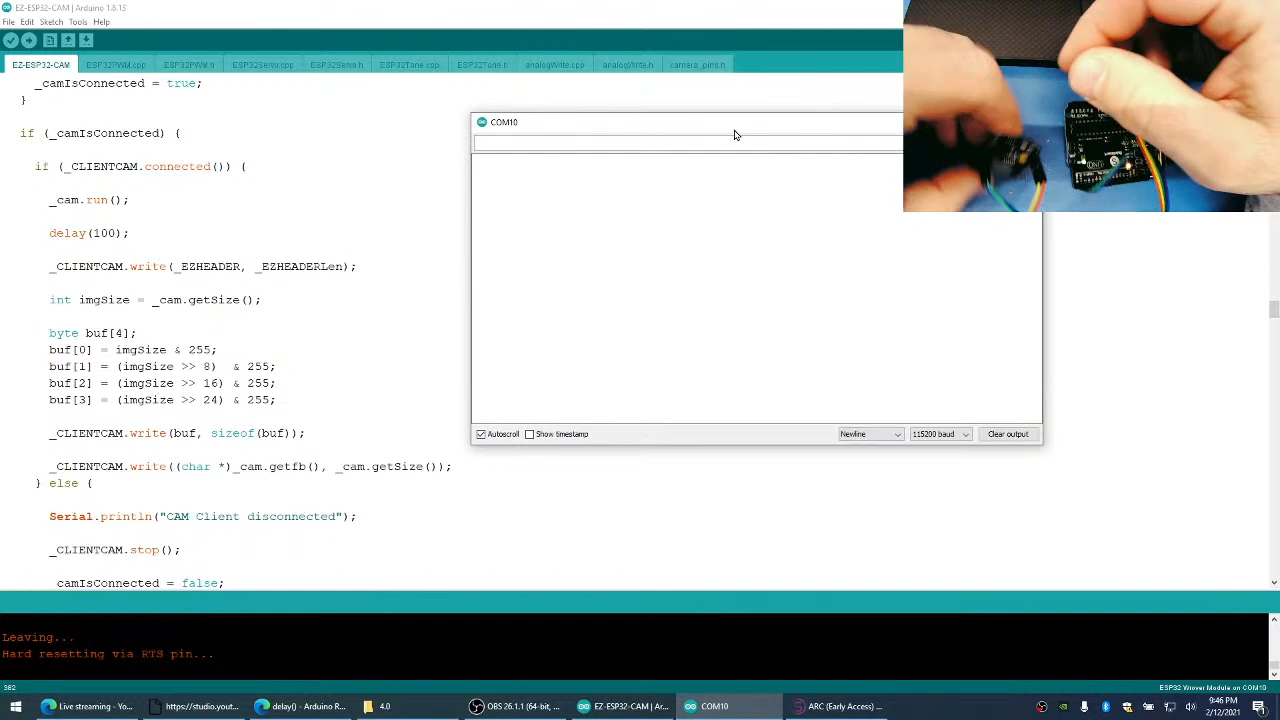 EZ-ESP32-CAM | Arduino 1.8.13
File Edit Sketch Tools Help
EZ-ESP32-CAM ESP32PWM.cpp ESP32PWM.h ESP32Servo.cpp ESP32Servo.h ESP32Tone.cpp ESP32Tone.h analogWrite.cpp analogWrite.h camera_pins.h
_camIsConnected = true;
}
if (_camIsConnected) {
if (_CLIENTCAM.connected()) {
_cam.run();
delay(100);
_CLIENTCAM.write(_EZHEADER, _EZHEADERLen);
int imgSize = _cam.getSize();
byte buf[4];
buf[0] = imgSize & 255;
buf[1] = (imgSize >> 8) & 255;
buf[2] = (imgSize >> 16) & 255;
buf[3] = (imgSize >> 24) & 255;
_CLIENTCAM.write(buf, sizeof(buf));
_CLIENTCAM.write((char *)_cam.getfb(), _cam.getSize());
} else {
Serial.println("CAM Client disconnected");
_CLIENTCAM.stop();
_camIsConnected = false;
COM10
Autoscroll Show timestamp Newline 115200 baud Clear output
UNO
Leaving...
Hard resetting via RTS pin...
382 ESP32 Wrover Module on COM10
Live streaming - Yo... https://studio.yout... delay() - Arduino R... 4.0 OBS 26.1.1 (64-bit, ... EZ-ESP32-CAM | Ar... COM10 ARC (Early Access) ...
9:46 PM
2/12/2021